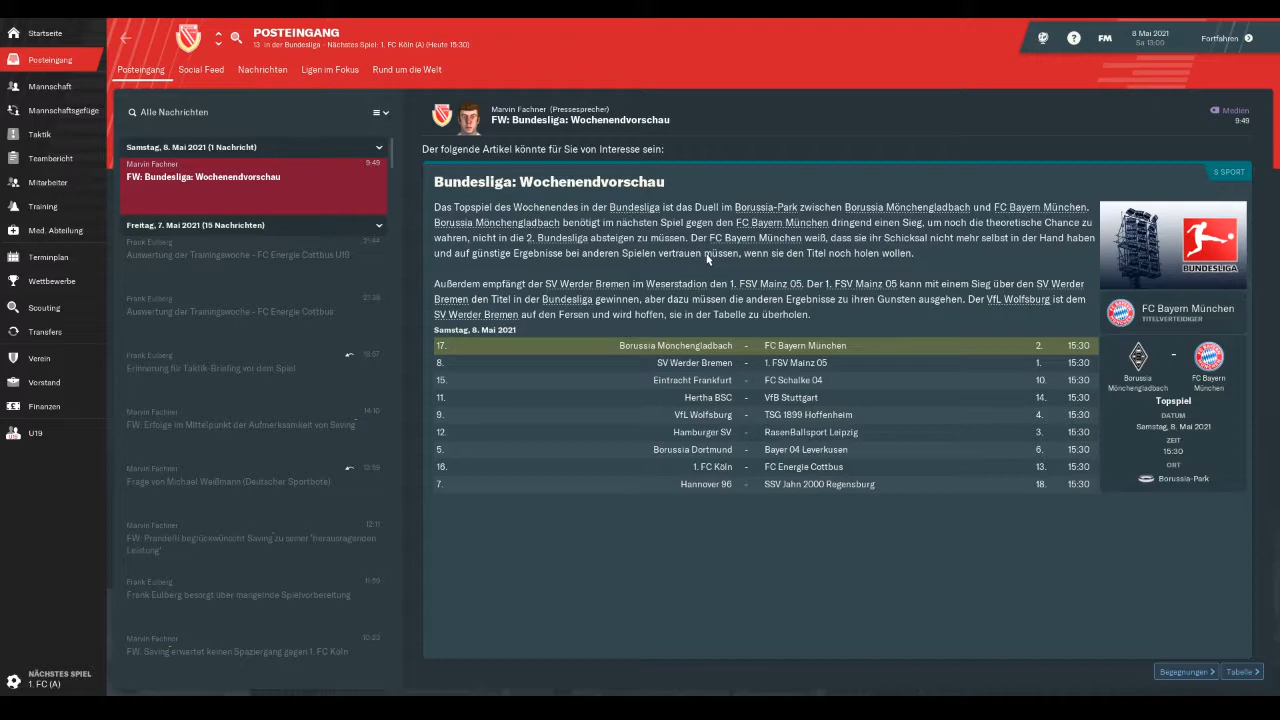 Startseite
Posteingang
Mannschaft
Mannschaftsgefüge
Taktik
Teambericht
Mitarbeiter
Training
Med. Abteilung
Terminplan
Wettbewerbe
Scouting
Transfers
Verein
Vorstand
Finanzen
U19
NÄCHSTES SPIEL
1. FC (A)
POSTEINGANG
13. in der Bundesliga - Nächstes Spiel: 1. FC Köln (A) (Heute 15:30)
FM
8 Mai 2021
Sa 13:00
Fortfahren
Posteingang Social Feed Nachrichten Ligen im Fokus Rund um die Welt
Alle Nachrichten
Samstag, 8. Mai 2021 (1 Nachricht)
Marvin Fachner 9:49
FW: Bundesliga: Wochenendvorschau
Freitag, 7. Mai 2021 (15 Nachrichten)
Frank Eulberg 21:44
Auswertung der Trainingswoche - FC Energie Cottbus U19
Frank Eulberg 21:38
Auswertung der Trainingswoche - FC Energie Cottbus
Frank Eulberg
Erinnerung für Taktik-Briefing vor dem Spiel
Marvin Fachner 14:10
FW: Erfolge im Mittelpunkt der Aufmerksamkeit von Saving
Marvin Fachner
Frage von Michael Weißmann (Deutscher Sportbote)
Marvin Fachner 12:11
FW: Prandelli beglückwünscht Saving zu seiner 'herausragenden
Leistung'
Frank Eulberg 11:59
Frank Eulberg besorgt über mangelnde Spielvorbereitung
Marvin Fachner 10:20
FW: Saving erwartet keinen Spaziergang gegen 1. FC Köln
Marvin Fachner (Pressesprecher)
FW: Bundesliga: Wochenendvorschau
Medien
9:49
Der folgende Artikel könnte für Sie von Interesse sein:
S SPORT
Bundesliga: Wochenendvorschau
Das Topspiel des Wochenendes in der Bundesliga ist das Duell im Borussia-Park zwischen Borussia Mönchengladbach und FC Bayern München.
Borussia Mönchengladbach benötigt im nächsten Spiel gegen den FC Bayern München dringend einen Sieg, um noch die theoretische Chance zu
wahren, nicht in die 2. Bundesliga absteigen zu müssen. Der FC Bayern München weiß, dass sie ihr Schicksal nicht mehr selbst in der Hand haben
und auf günstige Ergebnisse bei anderen Spielen vertrauen müssen, wenn sie den Titel noch holen wollen.
Außerdem empfängt der SV Werder Bremen im Weserstadion den 1. FSV Mainz 05. Der 1. FSV Mainz 05 kann mit einem Sieg über den SV Werder
Bremen den Titel in der Bundesliga gewinnen, aber dazu müssen die anderen Ergebnisse zu ihren Gunsten ausgehen. Der VfL Wolfsburg ist dem
SV Werder Bremen auf den Fersen und wird hoffen, sie in der Tabelle zu überholen.
Samstag, 8. Mai 2021
17. Borussia Mönchengladbach - FC Bayern München 2. 15:30
8. SV Werder Bremen - 1. FSV Mainz 05 1. 15:30
15. Eintracht Frankfurt - FC Schalke 04 10. 15:30
11. Hertha BSC - VfB Stuttgart 14. 15:30
9. VfL Wolfsburg - TSG 1899 Hoffenheim 4. 15:30
12. Hamburger SV - RasenBallsport Leipzig 3. 15:30
5. Borussia Dortmund - Bayer 04 Leverkusen 6. 15:30
16. 1. FC Köln - FC Energie Cottbus 13. 15:30
7. Hannover 96 - SSV Jahn 2000 Regensburg 18. 15:30
BUNDESLIGA
FC Bayern München
TITELVERTEIDIGER
-
Borussia
Mönchengladbach
FC Bayern
München
Topspiel
DATUM
Samstag, 8. Mai 2021
ZEIT
15:30
ORT
Borussia-Park
Begegnungen
Tabelle